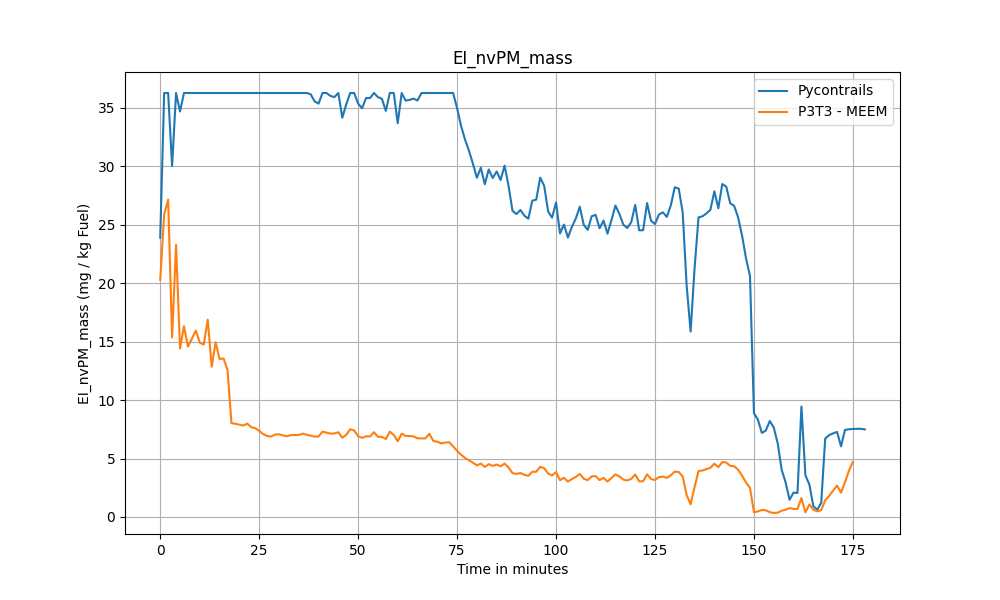 EI_nvPM_mass
Pycontrails
P3T3 - MEEM
EI_nvPM_mass (mg / kg Fuel)
35
30
25
20
15
10
5
0
0 25 50 75 100 125 150 175
Time in minutes